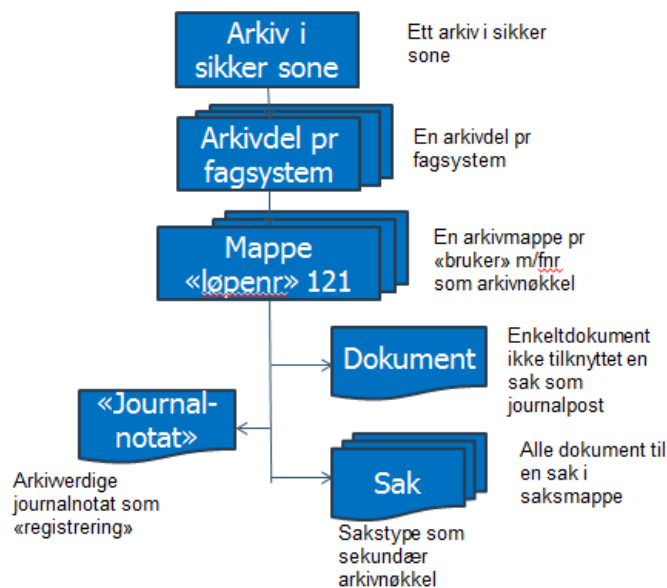 Arkiv i
sikker sone
Ett arkiv i sikker
sone
Arkivdel pr
fagsystem
En arkivdel pr
fagsystem
Mappe
«løpenr» 121
En arkivmappe pr
«bruker» m/fnr
som arkivnøkkel
Dokument
Enkeltdokument
ikke tilknyttet en
sak som
journalpost
«Journal-
notat»
Arkivverdige
journalnotat som
«registrering»
Sak
Alle dokument til
en sak i
saksmappe
Sakstype som
sekundær
arkivnøkkel